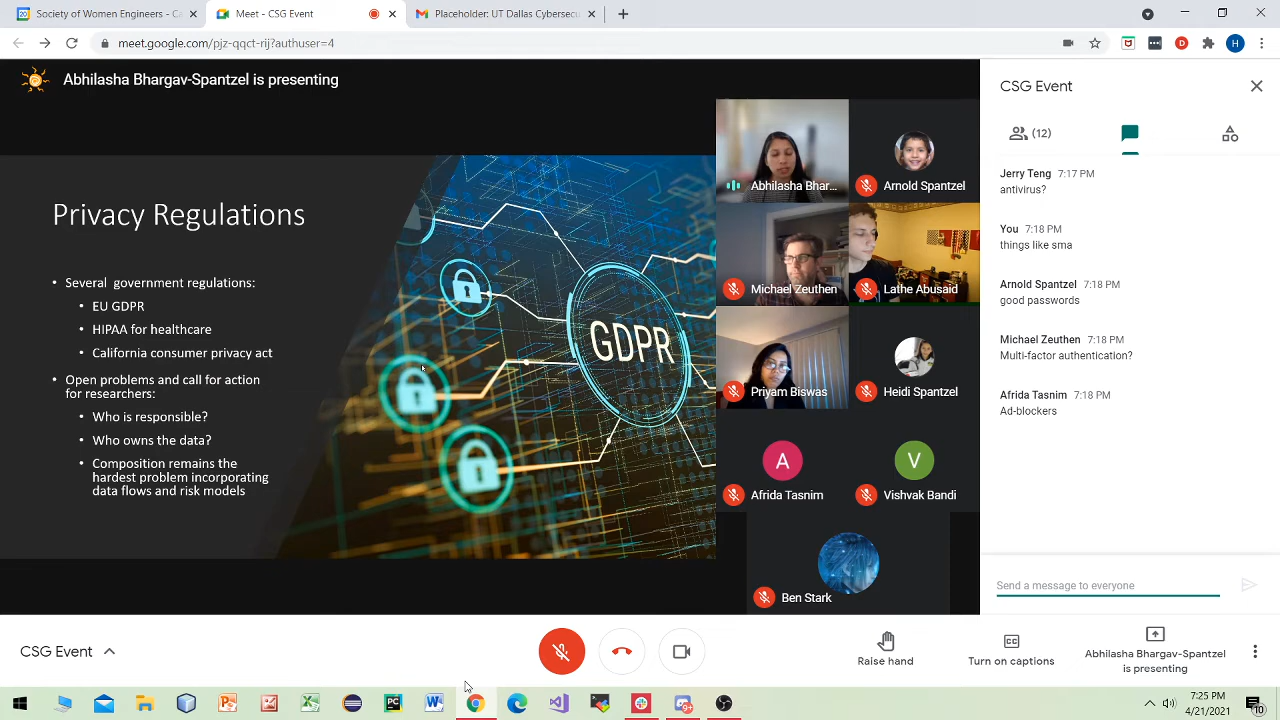 Society of Women Engineers - Ca
Meet - CSG Event
Placeholder: UT Dallas Cybersecu
meet.google.com/pjz-qqct-rij?authuser=4
H
Abhilasha Bhargav-Spantzel is presenting
Privacy Regulations
• Several government regulations:
• EU GDPR
• HIPAA for healthcare
• California consumer privacy act
• Open problems and call for action
for researchers:
• Who is responsible?
• Who owns the data?
• Composition remains the
hardest problem incorporating
data flows and risk models
GDPR
Abhilasha Bhar...
Arnold Spantzel
Michael Zeuthen
Lathe Abusaid
Priyam Biswas
Heidi Spantzel
A
Afrida Tasnim
V
Vishvak Bandi
Ben Stark
CSG Event
(12)
Jerry Teng 7:17 PM
antivirus?
You 7:18 PM
things like sma
Arnold Spantzel 7:18 PM
good passwords
Michael Zeuthen 7:18 PM
Multi-factor authentication?
Afrida Tasnim 7:18 PM
Ad-blockers
Send a message to everyone
CSG Event
Raise hand
CC
Turn on captions
Abhilasha Bhargav-Spantzel
is presenting
7:25 PM
4/21/2021
10